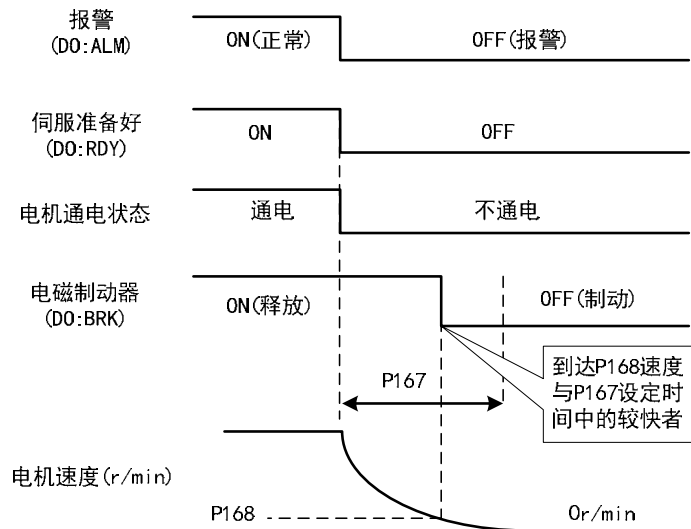 报警
(DO:ALM)
ON(正常)
OFF(报警)
伺服准备好
(DO:RDY)
ON
OFF
电机通电状态
通电
不通电
电磁制动器
(DO:BRK)
ON(释放)
OFF(制动)
P167
到达P168速度
与P167设定时
间中的较快者
电机速度(r/min)
P168
0r/min